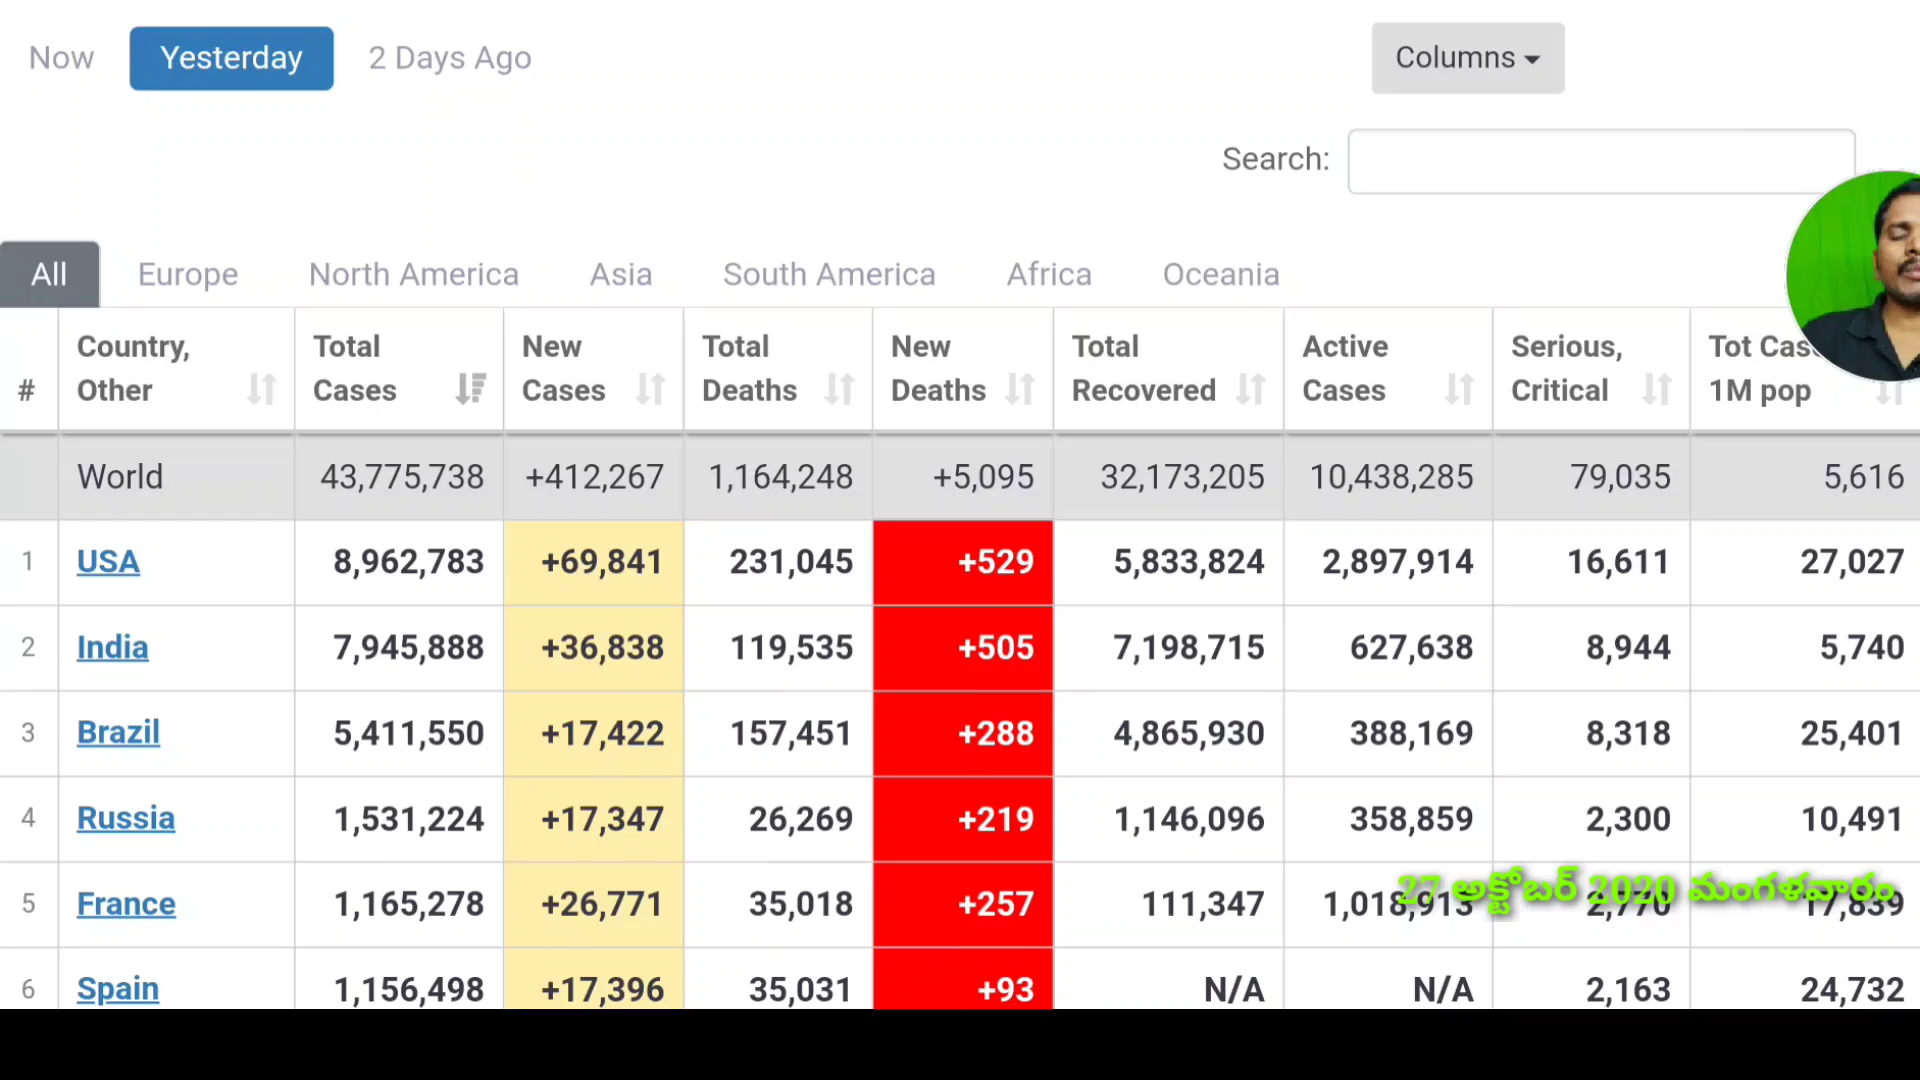 Now Yesterday 2 Days Ago Columns
Search:
All Europe North America Asia South America Africa Oceania
# Country, Other Total Cases New Cases Total Deaths New Deaths Total Recovered Active Cases Serious, Critical Tot 1M pop
World 43,775,738 +412,267 1,164,248 +5,095 32,173,205 10,438,285 79,035 5,616
1 USA 8,962,783 +69,841 231,045 +529 5,833,824 2,897,914 16,611 27,027
2 India 7,945,888 +36,838 119,535 +505 7,198,715 627,638 8,944 5,740
3 Brazil 5,411,550 +17,422 157,451 +288 4,865,930 388,169 8,318 25,401
4 Russia 1,531,224 +17,347 26,269 +219 1,146,096 358,859 2,300 10,491
27 అక్టోబర్ 2020 మంగళవారం
5 France 1,165,278 +26,771 35,018 +257 111,347 1,018,913 2,770 17,839
6 Spain 1,156,498 +17,396 35,031 +93 N/A N/A 2,163 24,732